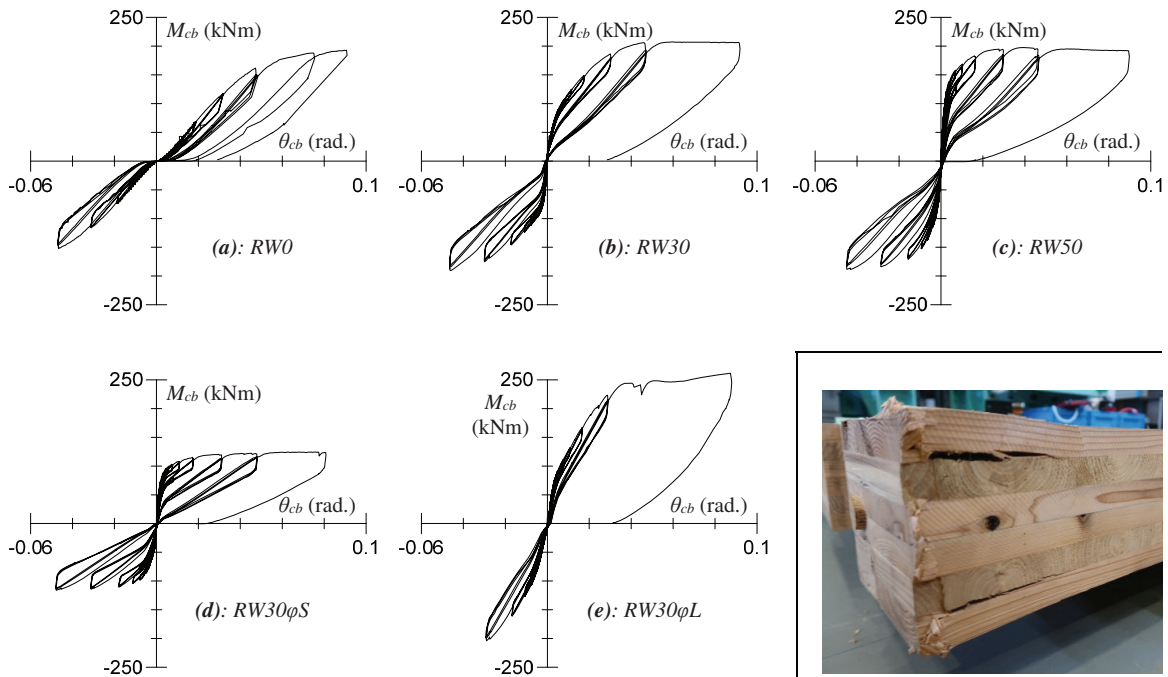 250
M_cb (kNm)
θ_cb (rad.)
-0.06
0.1
(a): RW0
-250
250
M_cb (kNm)
θ_cb (rad.)
-0.06
0.1
(b): RW30
-250
250
M_cb (kNm)
θ_cb (rad.)
-0.06
0.1
(c): RW50
-250
250
M_cb (kNm)
θ_cb (rad.)
-0.06
0.1
(d): RW30φS
-250
250
M_cb
(kNm)
θ_cb (rad.)
-0.06
0.1
(e): RW30φL
-250